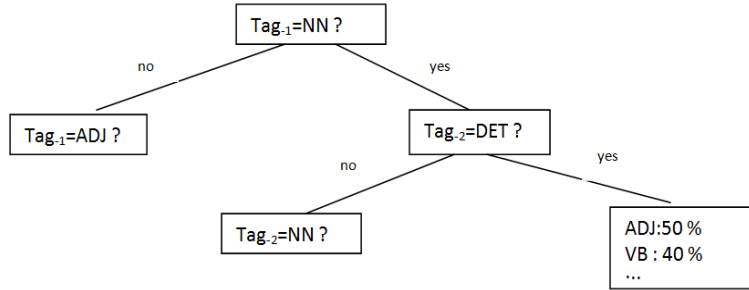 Tag-1=NN ?
no
yes
Tag-1=ADJ ?
Tag-2=DET ?
no
yes
Tag-2=NN ?
ADJ:50 %
VB : 40 %
...